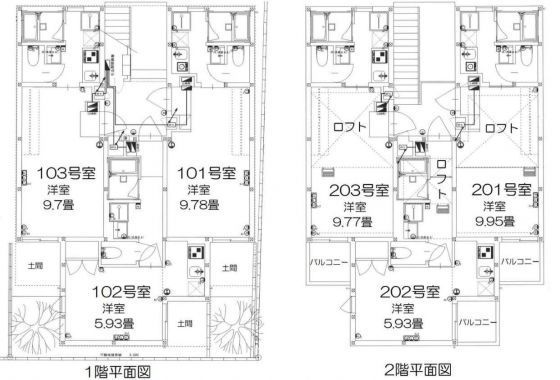 103号室
洋室
9.7畳
101号室
洋室
9.78畳
土間
土間
102号室
洋室
5.93畳
土間
1階平面図
ロフト
ロフト
ロフト
203号室
洋室
9.77畳
201号室
洋室
9.95畳
バルコニー
バルコニー
202号室
洋室
5.93畳
バルコニー
2階平面図